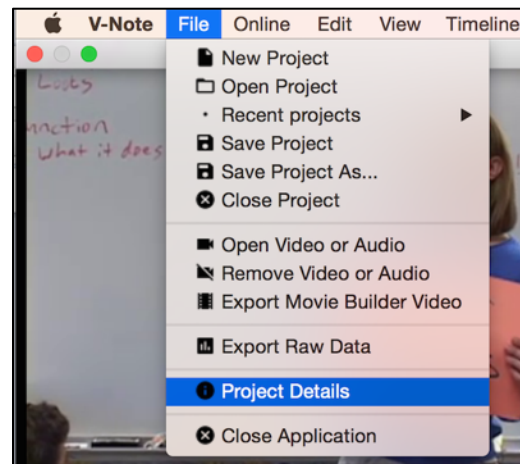 V-Note File Online Edit View Timeline
New Project
Open Project
Recent projects
Save Project
Save Project As...
Close Project
Open Video or Audio
Remove Video or Audio
Export Movie Builder Video
Export Raw Data
Project Details
Close Application
Looks
unction
What it does